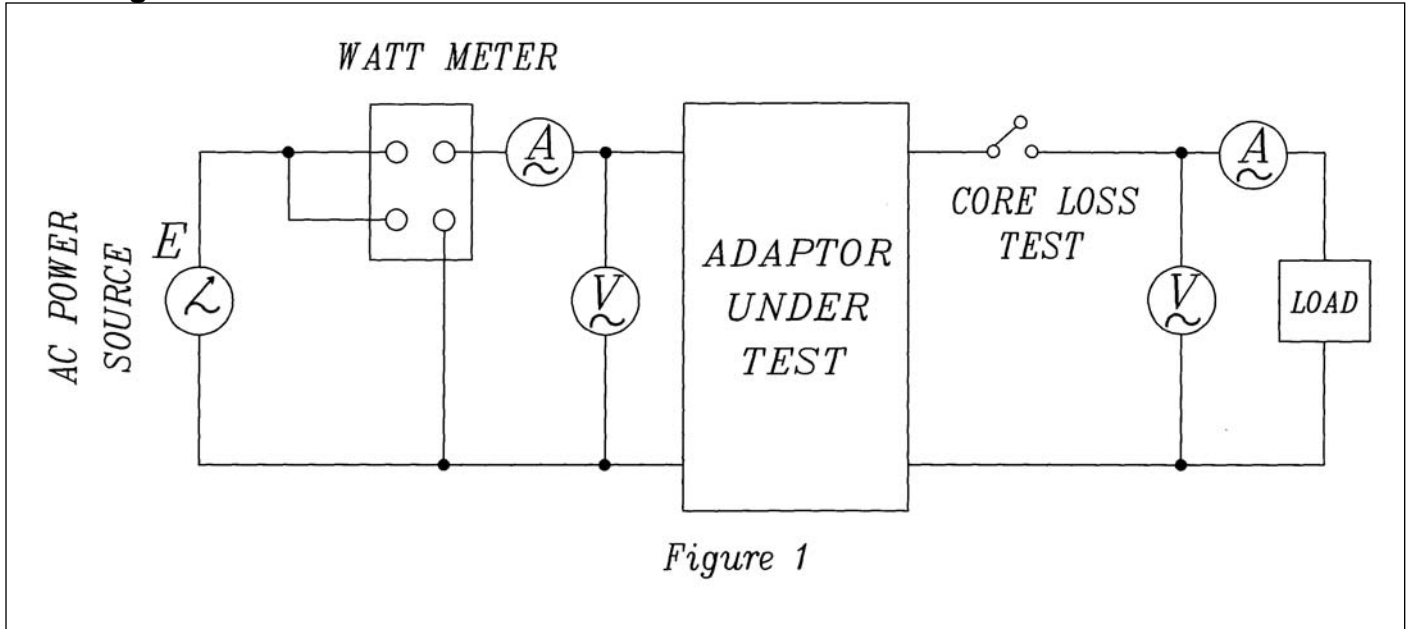 WATT METER
AC POWER
SOURCE
E
A
V
ADAPTOR
UNDER
TEST
CORE LOSS
TEST
A
V
LOAD
Figure 1